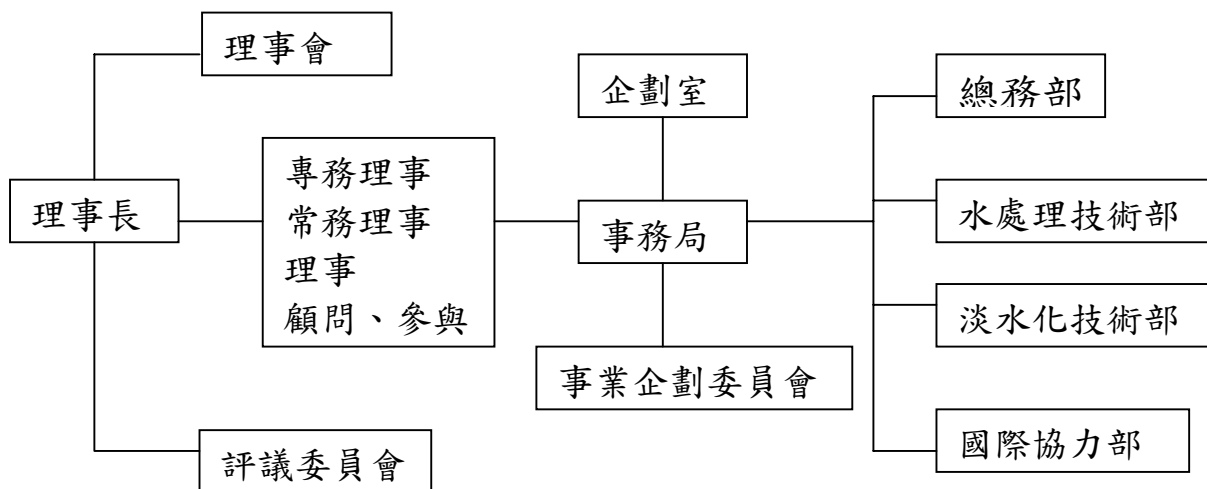 理事會
企劃室
總務部
專務理事
常務理事
理事
顧問、參與
理事長
事務局
水處理技術部
淡水化技術部
事業企劃委員會
評議委員會
國際協力部